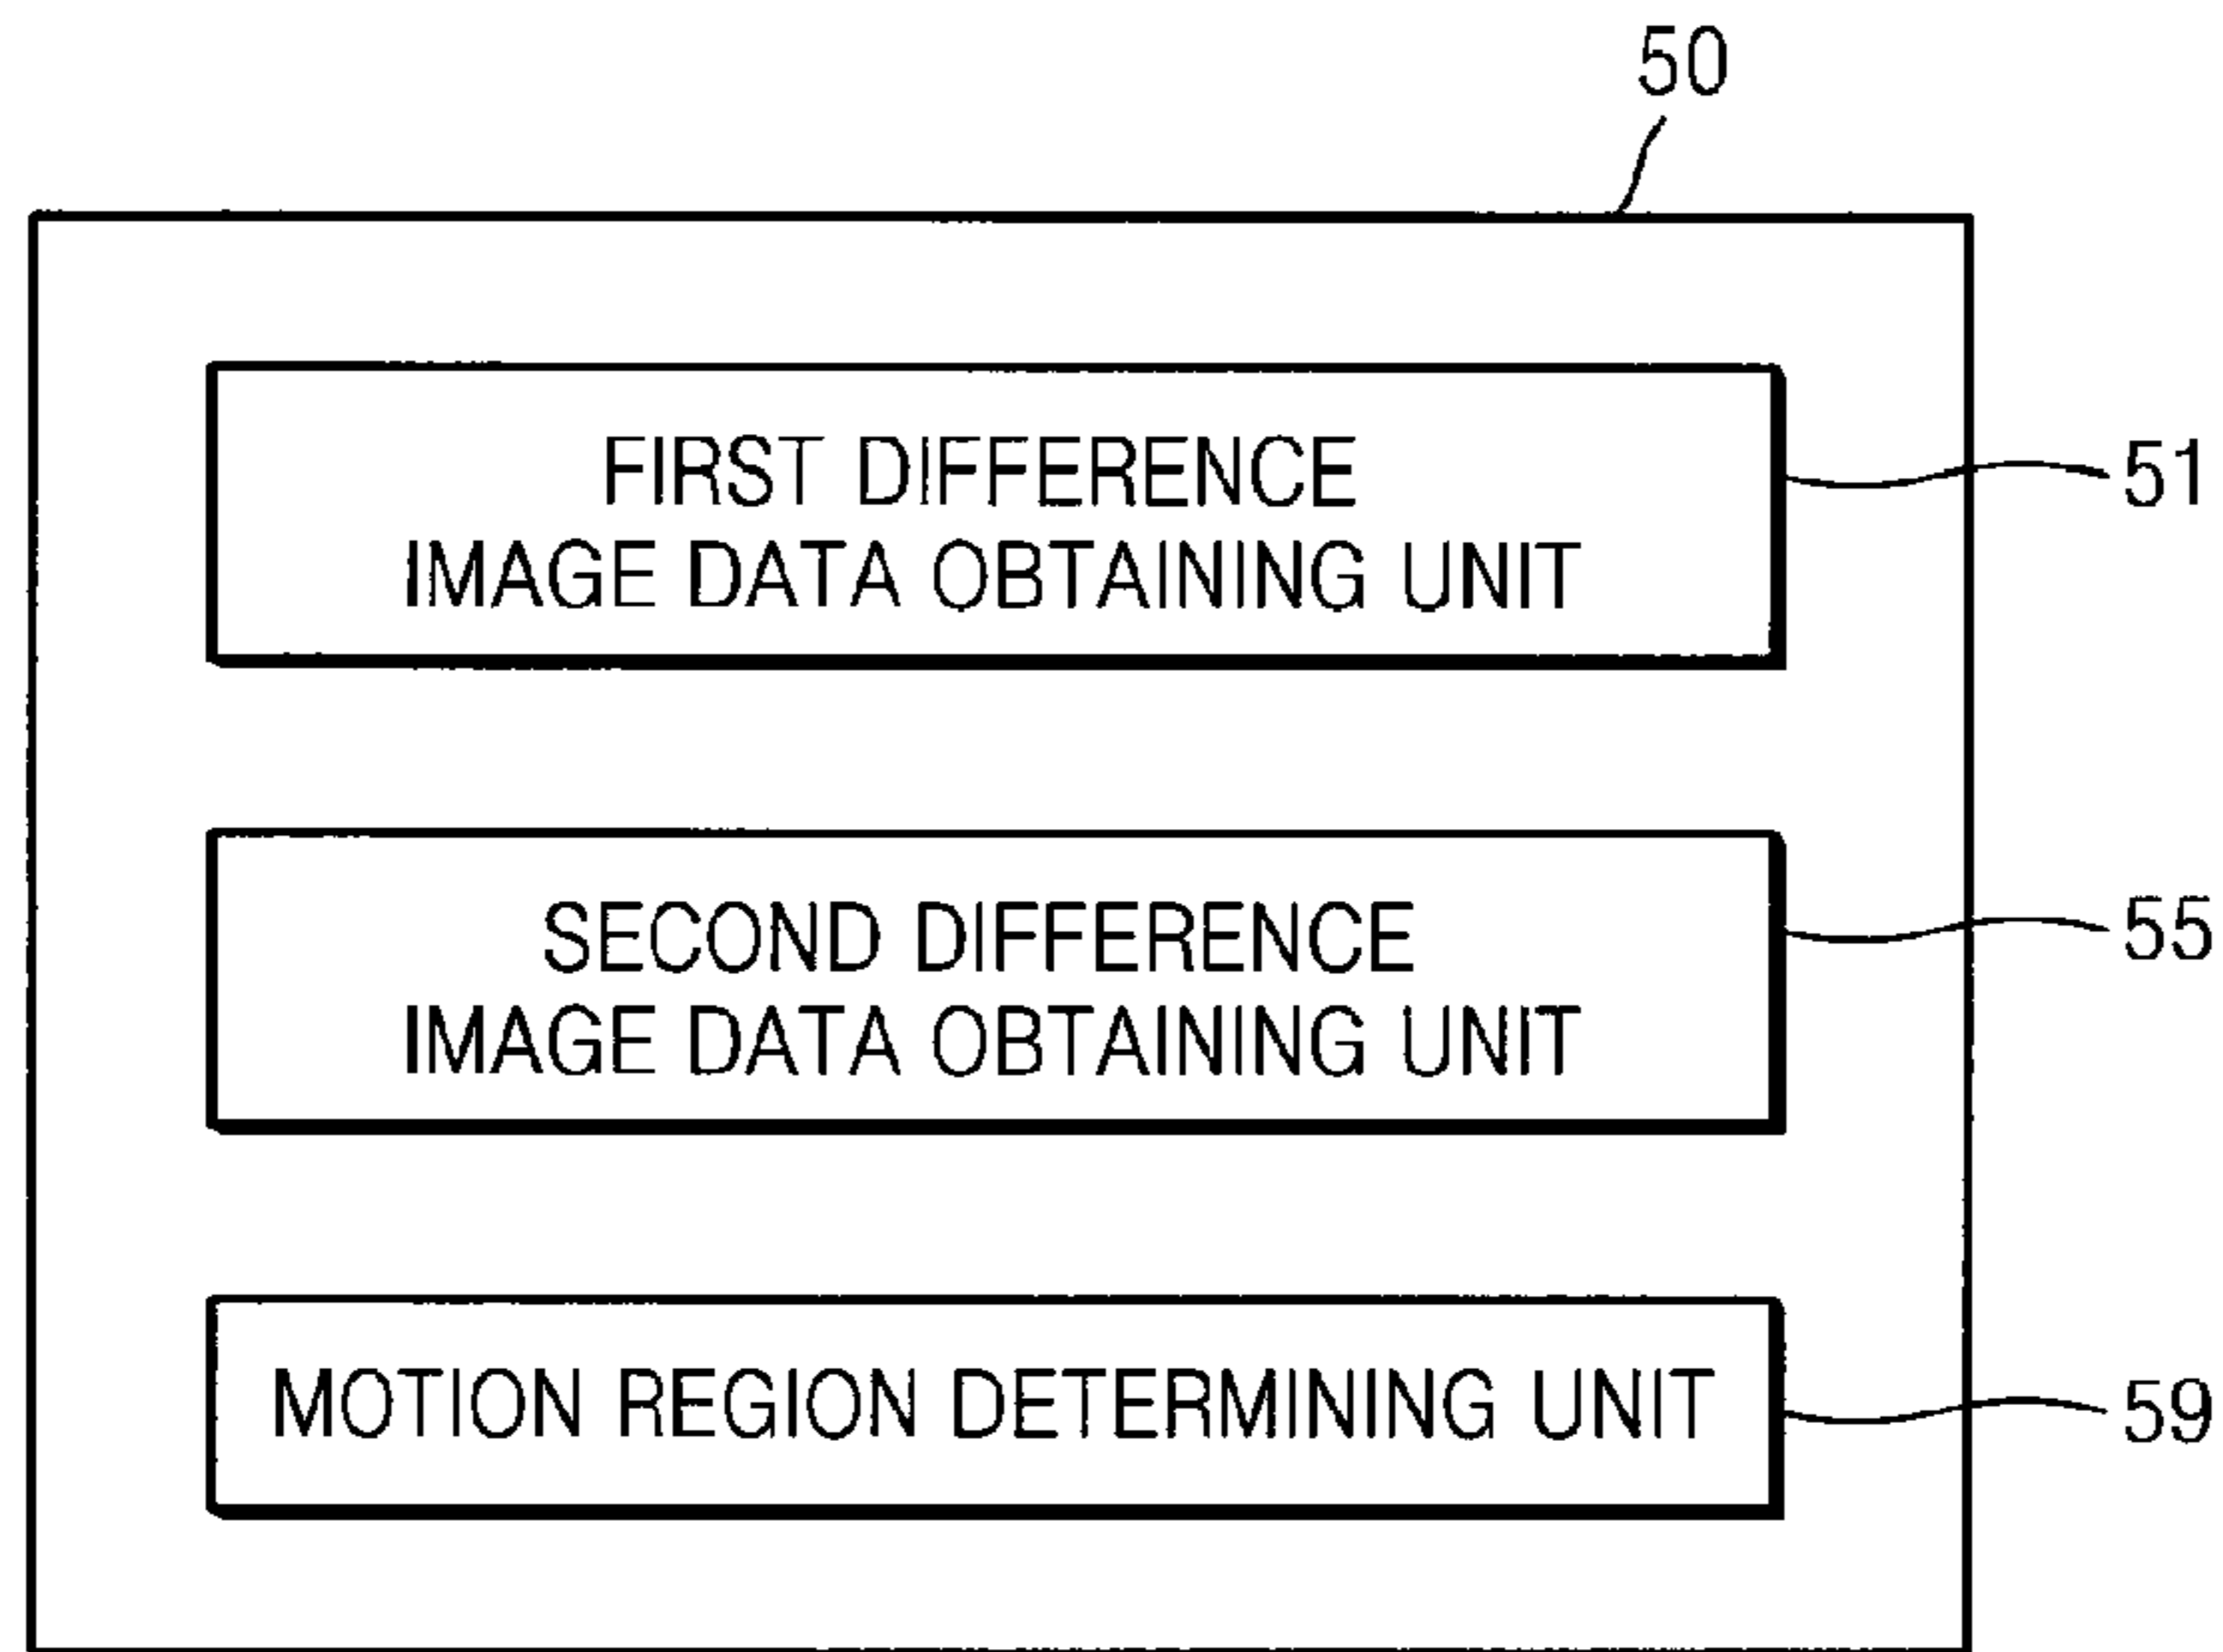 50
FIRST DIFFERENCE
IMAGE DATA OBTAINING UNIT
51
SECOND DIFFERENCE
IMAGE DATA OBTAINING UNIT
55
MOTION REGION DETERMINING UNIT
59